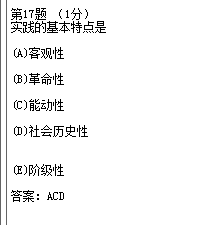 第17题 （1分）
实践的基本特点是
(A)客观性
(B)革命性
(C)能动性
(D)社会历史性
(E)阶级性
答案：ACD